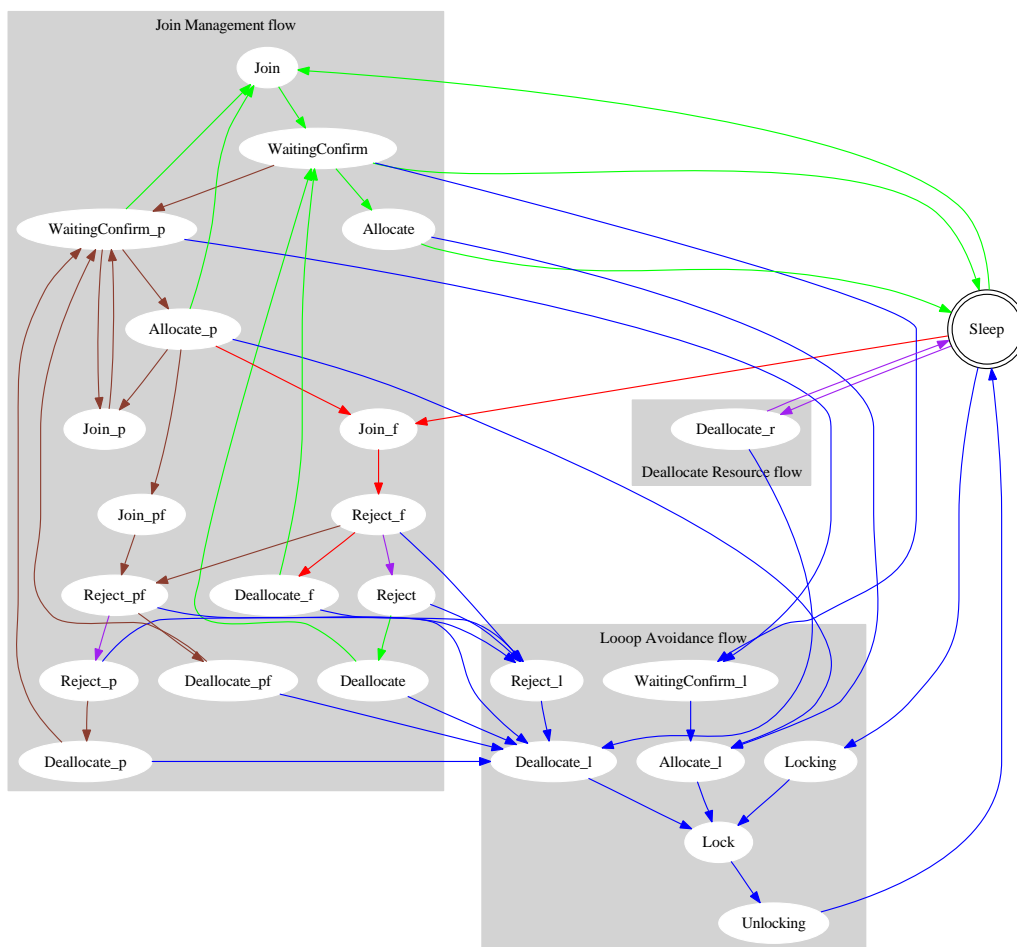 Join Management flow
Join
WaitingConfirm
WaitingConfirm_p
Allocate
Allocate_p
Sleep
Join_p
Join_f
Deallocate_r
Deallocate Resource flow
Join_pf
Reject_f
Reject_pf
Deallocate_f
Reject
Looop Avoidance flow
Reject_p
Deallocate_pf
Deallocate
Reject_l
WaitingConfirm_l
Deallocate_p
Deallocate_l
Allocate_l
Locking
Lock
Unlocking